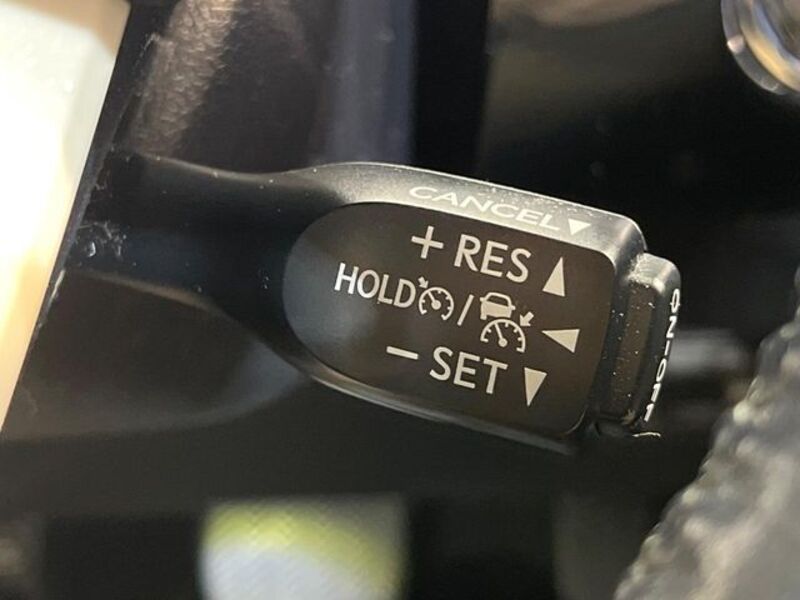 CANCEL▼
+ RES ▲
HOLD / ◀
− SET ▼
ON-OFF